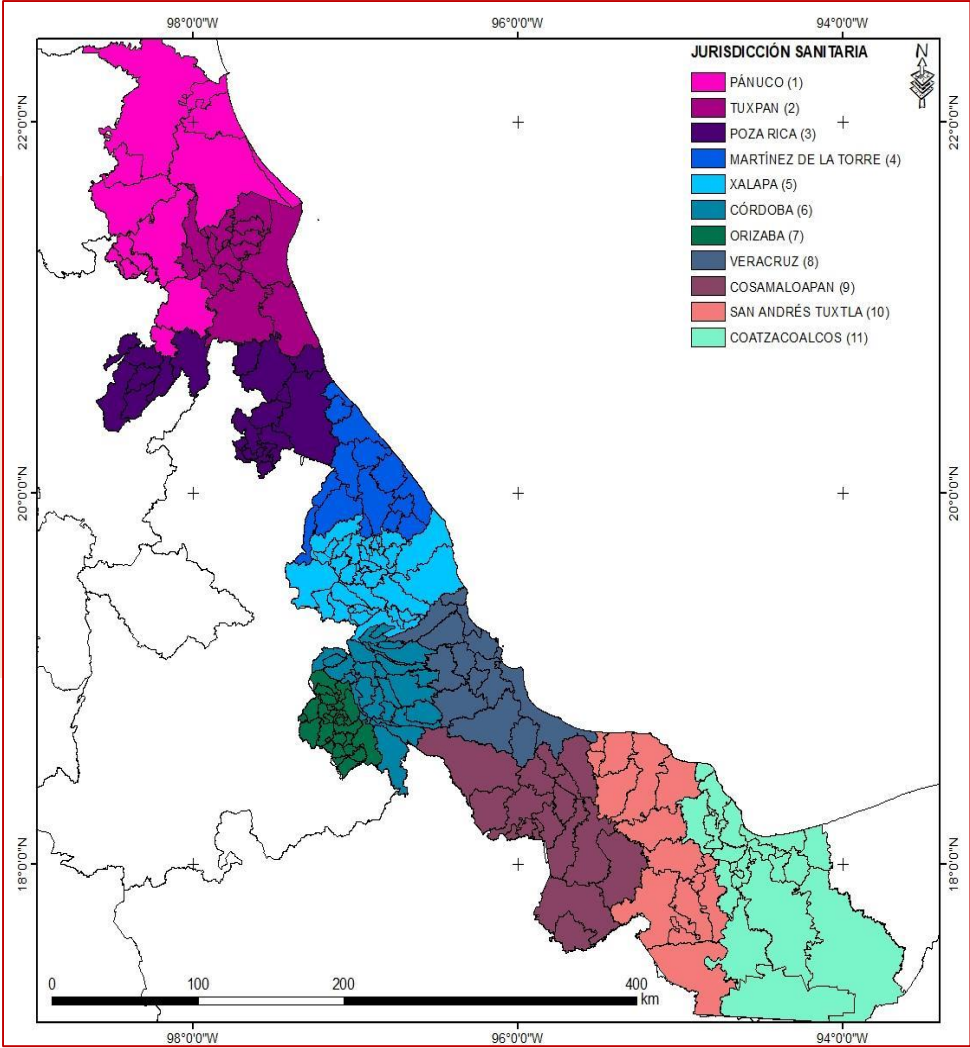 98°0'0"W 96°0'0"W 94°0'0"W
JURISDICCIÓN SANITARIA
N
PÁNUCO (1)
TUXPAN (2)
POZA RICA (3)
MARTÍNEZ DE LA TORRE (4)
XALAPA (5)
CÓRDOBA (6)
ORIZABA (7)
VERACRUZ (8)
COSAMALOAPAN (9)
SAN ANDRÉS TUXTLA (10)
COATZACOALCOS (11)
22°0'0"N 22°0'0"N
20°0'0"N 20°0'0"N
18°0'0"N 18°0'0"N
0 100 200 400
km
98°0'0"W 96°0'0"W 94°0'0"W